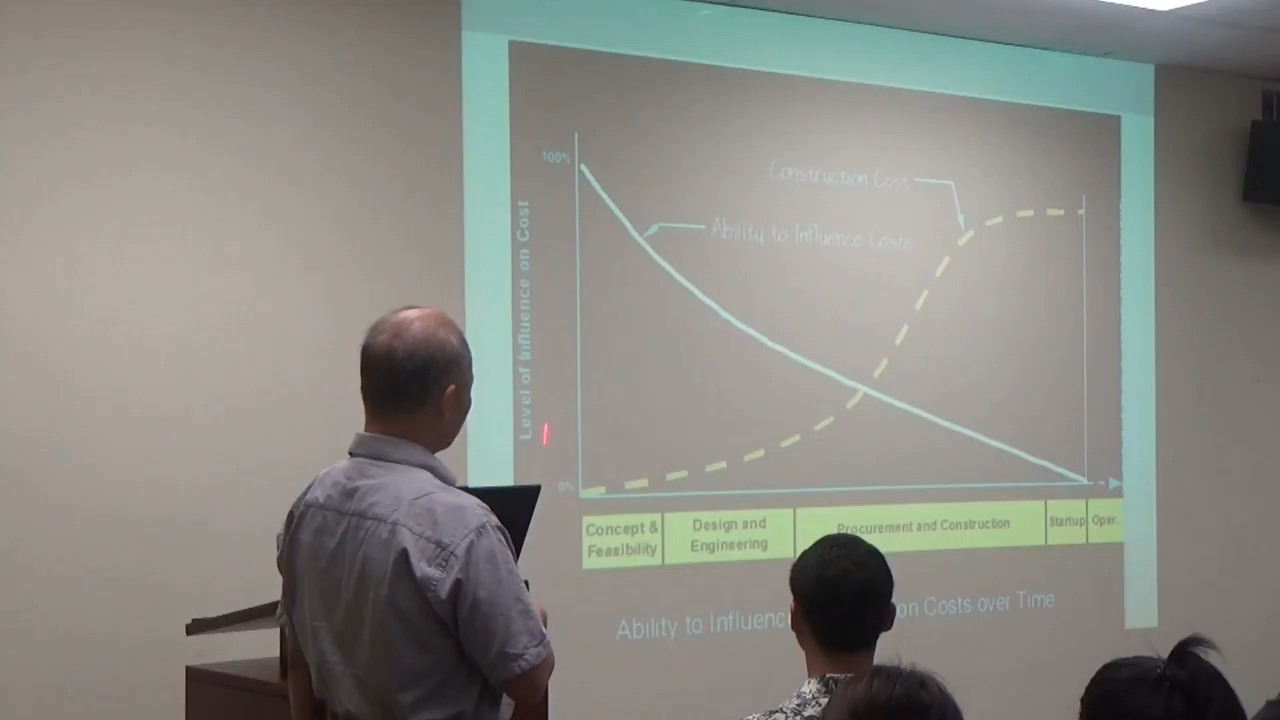 100%
Construction Cost
Ability to Influence Costs
Level of Influence on Cost
0%
Concept &
Feasibility
Design and
Engineering
Procurement and Construction
Startup
Oper.
Ability to Influenc on Costs over Time